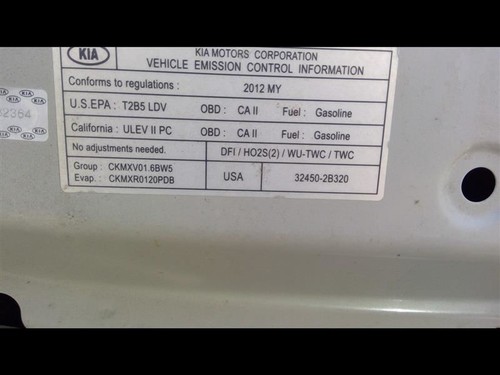 KIA
KIA MOTORS CORPORATION
VEHICLE EMISSION CONTROL INFORMATION
Conforms to regulations : 2012 MY
U.S.EPA : T2B5 LDV OBD : CA II Fuel : Gasoline
California : ULEV II PC OBD : CA II Fuel : Gasoline
No adjustments needed. DFI / HO2S(2) / WU-TWC / TWC
Group : CKMXV01.6BW5 USA 32450-2B320
Evap. : CKMXR0120PDB
2364